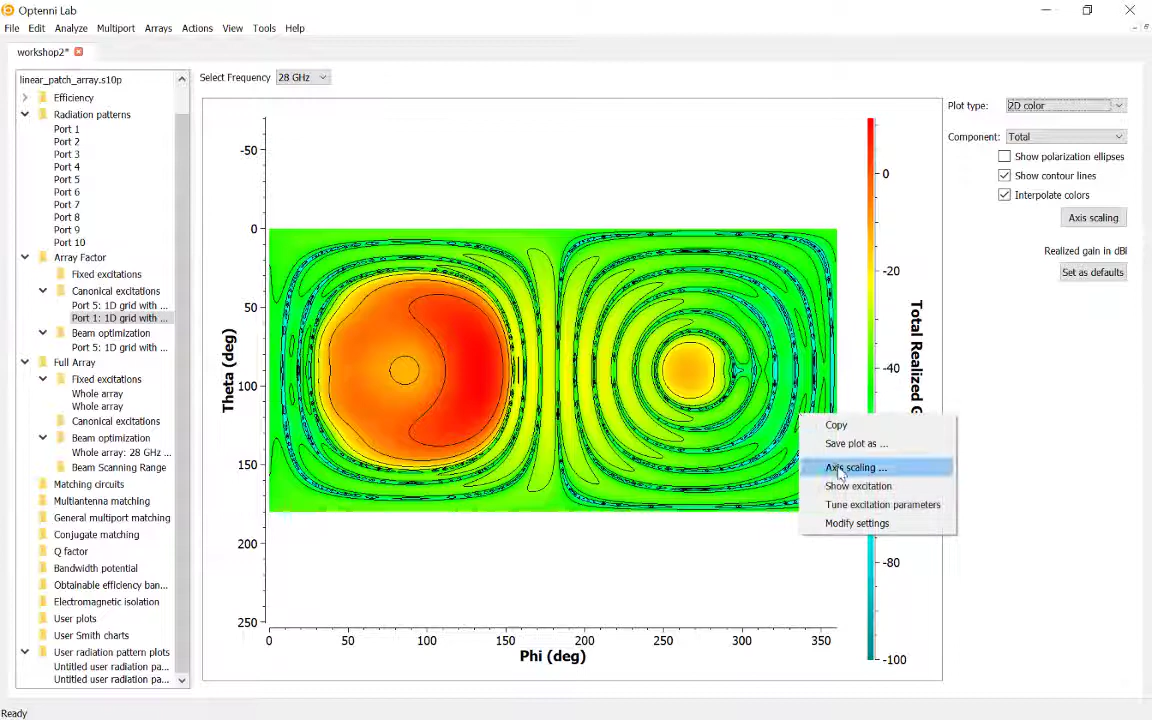 Optenni Lab
File Edit Analyze Multiport Arrays Actions View Tools Help
workshop2*
linear_patch_array.s10p
Efficiency
Radiation patterns
Port 1
Port 2
Port 3
Port 4
Port 5
Port 6
Port 7
Port 8
Port 9
Port 10
Array Factor
Fixed excitations
Canonical excitations
Port 5: 1D grid with ...
Port 1: 1D grid with ...
Beam optimization
Port 5: 1D grid with ...
Full Array
Fixed excitations
Whole array
Whole array
Canonical excitations
Beam optimization
Whole array: 28 GHz ...
Beam Scanning Range
Matching circuits
Multiantenna matching
General multiport matching
Conjugate matching
Q factor
Bandwidth potential
Obtainable efficiency ban...
Electromagnetic isolation
User plots
User Smith charts
User radiation pattern plots
Untitled user radiation pa...
Untitled user radiation pa...
Select Frequency 28 GHz
-50
0
50
100
150
200
250
Theta (deg)
0 50 100 150 200 250 300 350
Phi (deg)
0
-20
-40
-80
-100
Total Realized G
Copy
Save plot as ...
Axis scaling ...
Show excitation
Tune excitation parameters
Modify settings
Plot type: 2D color
Component: Total
Show polarization ellipses
Show contour lines
Interpolate colors
Axis scaling
Realized gain in dBi
Set as defaults
Ready